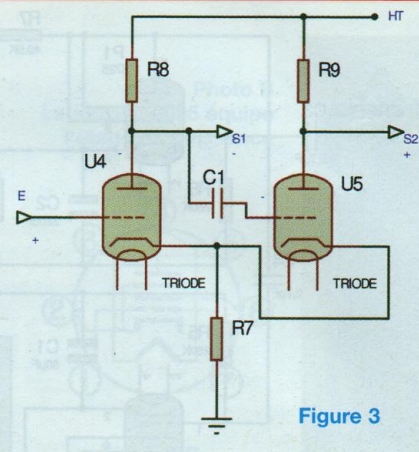 HT
R8
R9
S1
-
S2
+
U4
C1
U5
E
+
TRIODE
TRIODE
R7
Figure 3